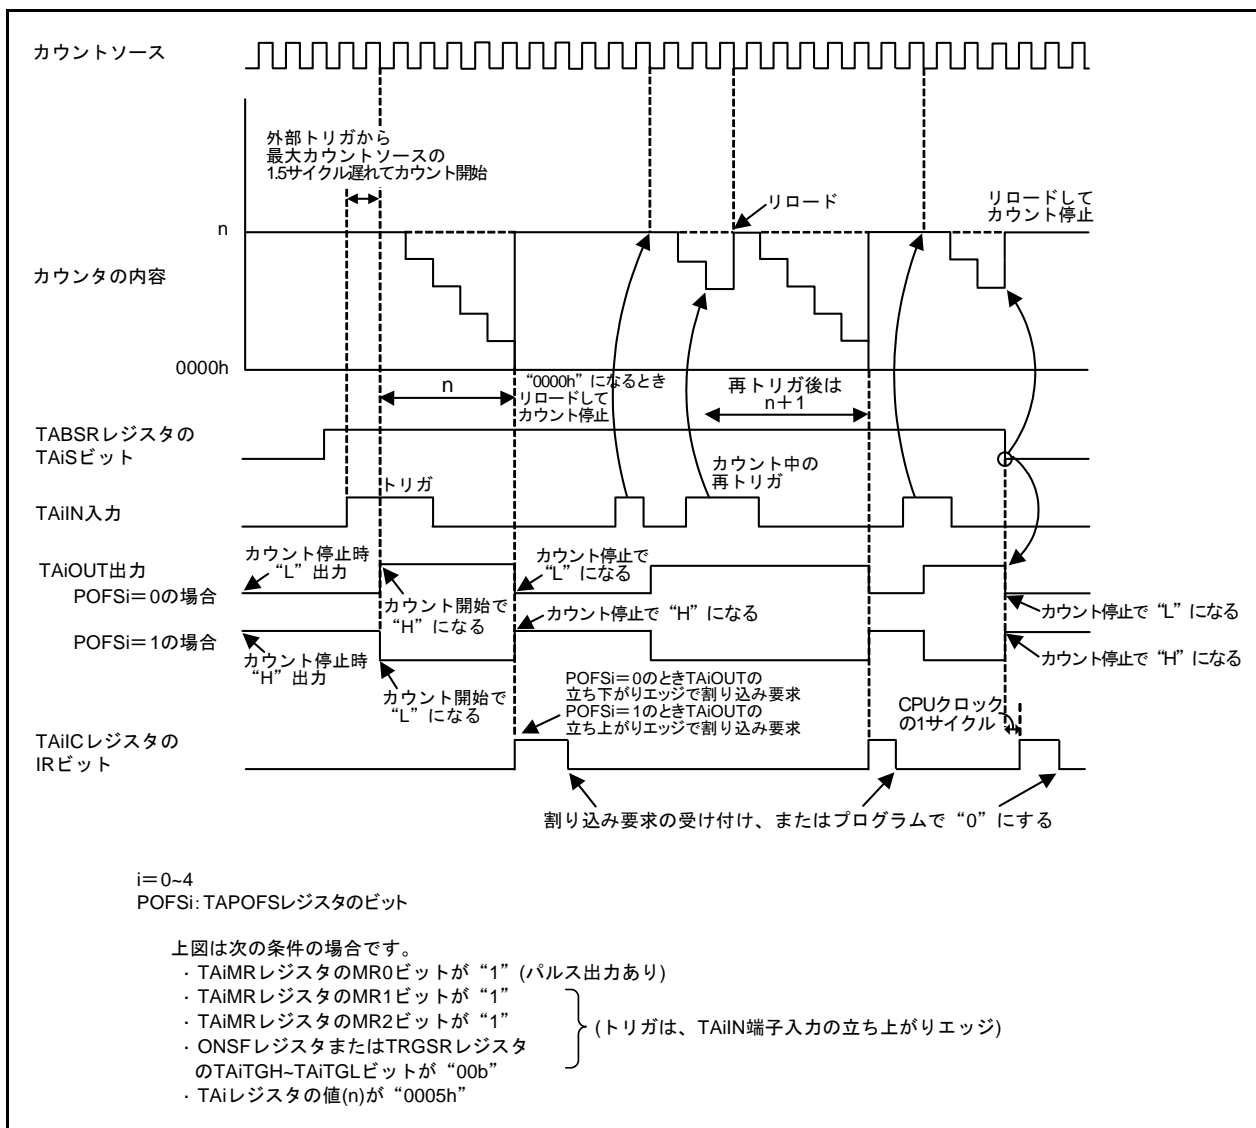 カウントソース
外部トリガから
最大カウントソースの
1.5サイクル遅れてカウント開始
リロード
リロードして
カウント停止
n
カウンタの内容
0000h
n
“0000h”になるとき
リロードして
カウント停止
再トリガ後は
n+1
TABSRレジスタの
TAiSビット
トリガ
カウント中の
再トリガ
TAiIN入力
TAiOUT出力
POFSi=0の場合
カウント停止時
“L”出力
カウント開始で
“H”になる
カウント停止で
“L”になる
カウント停止で“L”になる
POFSi=1の場合
カウント停止時
“H”出力
カウント開始で
“L”になる
カウント停止で“H”になる
カウント停止で“H”になる
POFSi=0のときTAiOUTの
立ち下がりエッジで割り込み要求
POFSi=1のときTAiOUTの
立ち上がりエッジで割り込み要求
CPUクロック
の1サイクル
TAiICレジスタの
IRビット
割り込み要求の受け付け、またはプログラムで“0”にする
i=0~4
POFSi: TAPOFSレジスタのビット
上図は次の条件の場合です。
・TAiMRレジスタのMR0ビットが“1”(パルス出力あり)
・TAiMRレジスタのMR1ビットが“1”
・TAiMRレジスタのMR2ビットが“1”
・ONSFレジスタまたはTRGSRレジスタ
のTAiTGH~TAiTGLビットが“00b”
(トリガは、TAiIN端子入力の立ち上がりエッジ)
・TAiレジスタの値(n)が“0005h”